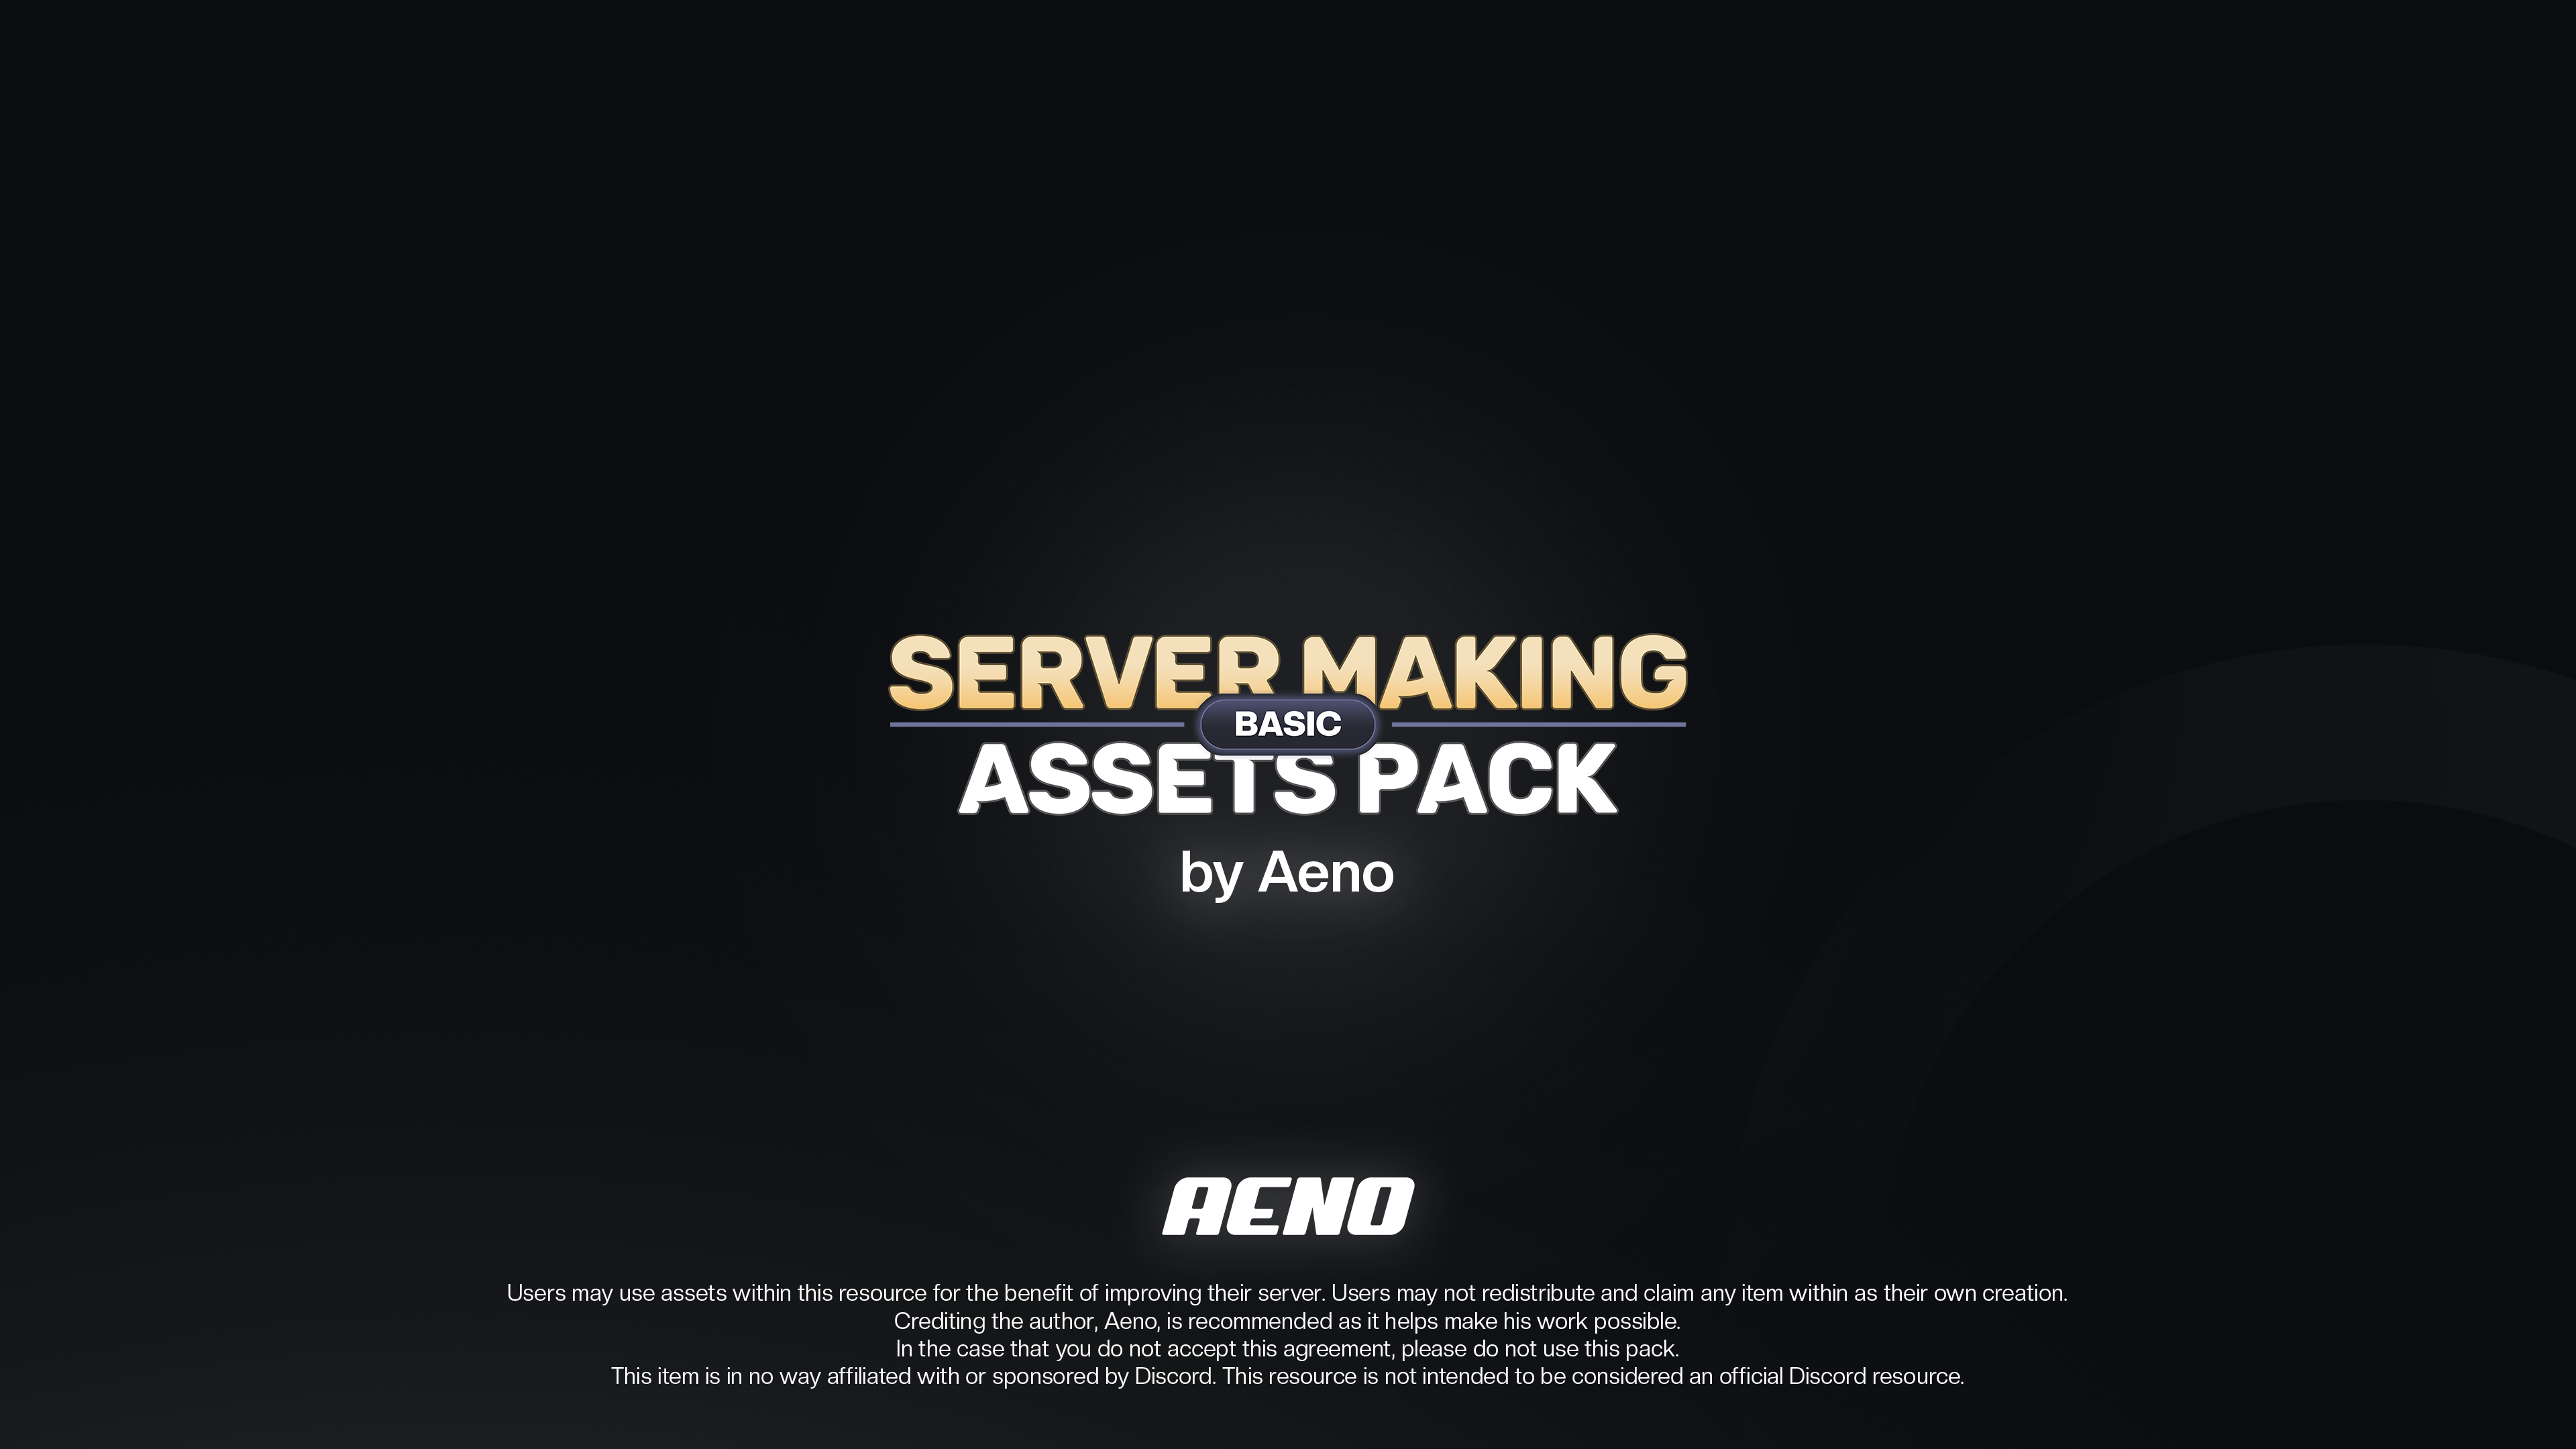 SERVER MAKING
BASIC
ASSETS PACK
by Aeno
AENO
Users may use assets within this resource for the benefit of improving their server. Users may not redistribute and claim any item within as their own creation.
Crediting the author, Aeno, is recommended as it helps make his work possible.
In the case that you do not accept this agreement, please do not use this pack.
This item is in no way affiliated with or sponsored by Discord. This resource is not intended to be considered an official Discord resource.